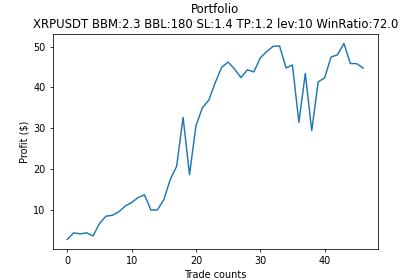 Portfolio
XRPUSDT BBM:2.3 BBL:180 SL:1.4 TP:1.2 lev:10 WinRatio:72.0
50
40
30
20
10
Profit ($)
0 10 20 30 40
Trade counts